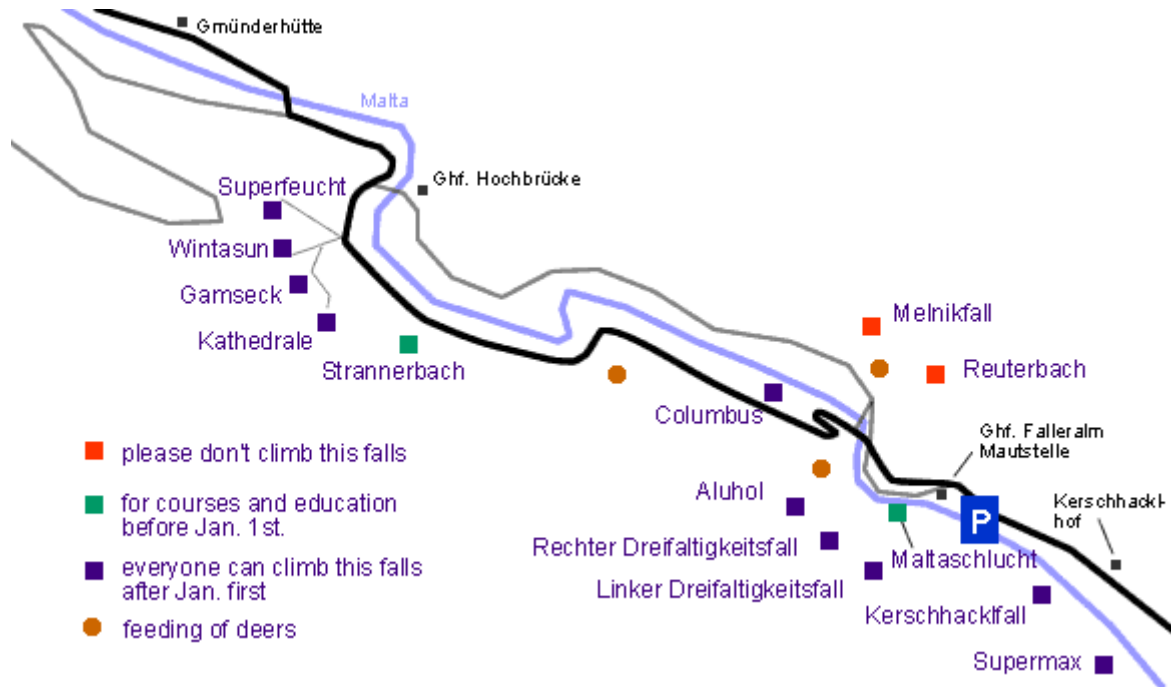 Gmünderhütte
Malta
Ghf. Hochbrücke
Superfeucht
Wintasun
Gamseck
Kathedrale
Strannerbach
Melnikfall
Reuterbach
Columbus
Ghf. Falleralm
Mautstelle
Kerschhackl-
hof
Aluhol
P
Rechter Dreifaltigkeitsfall
Maltaschlucht
Linker Dreifaltigkeitsfall
Kerschhacklfall
Supermax
please don't climb this falls
for courses and education
before Jan. 1st.
everyone can climb this falls
after Jan. first
feeding of deers